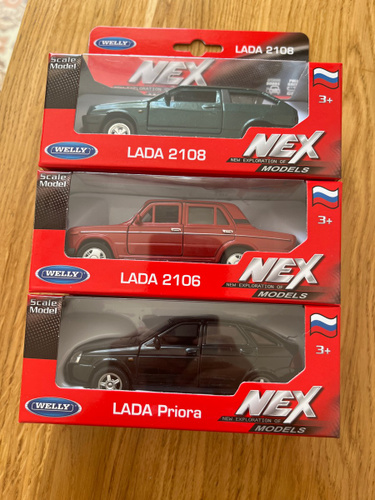 WELLY
LADA 2108
Scale
Model
NEX
3+
WELLY
LADA 2108
NEX
NEW EXPLORATION OF
MODELS
Scale
Model
3+
WELLY
LADA 2106
NEX
NEW EXPLORATION OF
MODELS
Scale
Model
3+
WELLY
LADA Priora
NEX
NEW EXPLORATION OF
MODELS